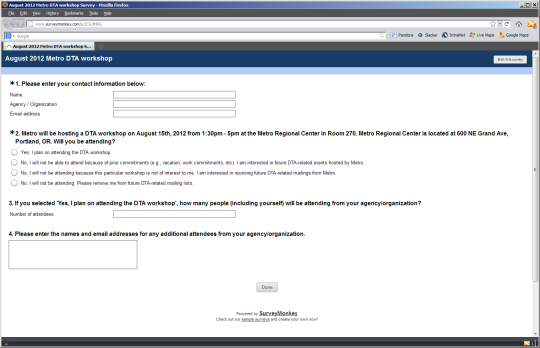 August 2012 Metro DTA workshop Survey - Mozilla Firefox
File Edit View History Bookmarks Tools Help
www.surveymonkey.com/s/
Google
Pandora Slacker IntraNet Live Maps Google Maps
August 2012 Metro DTA workshop S...
August 2012 Metro DTA workshop
Exit this survey
*1. Please enter your contact information below:
Name
Agency / Organization
Email address
*2. Metro will be hosting a DTA workshop on August 15th, 2012 from 1:30pm - 5pm at the Metro Regional Center in Room 270. Metro Regional Center is located at 600 NE Grand Ave,
Portland, OR. Will you be attending?
Yes, I plan on attending the DTA workshop.
No, I will not be able to attend because of prior commitments (e.g., vacation, work commitments, etc). I am interested in future DTA-related events hosted by Metro.
No, I will not be attending because this particular workshop is not of interest to me. I am interested in receiving future DTA-related mailings from Metro.
No, I will not be attending. Please remove me from future DTA-related mailing lists.
3. If you selected 'Yes, I plan on attending the DTA workshop', how many people (including yourself) will be attending from your agency/organization?
Number of attendees
4. Please enter the names and email addresses for any additional attendees from your agency/organization.
Done
Powered by SurveyMonkey
Check out our sample surveys and create your own now!